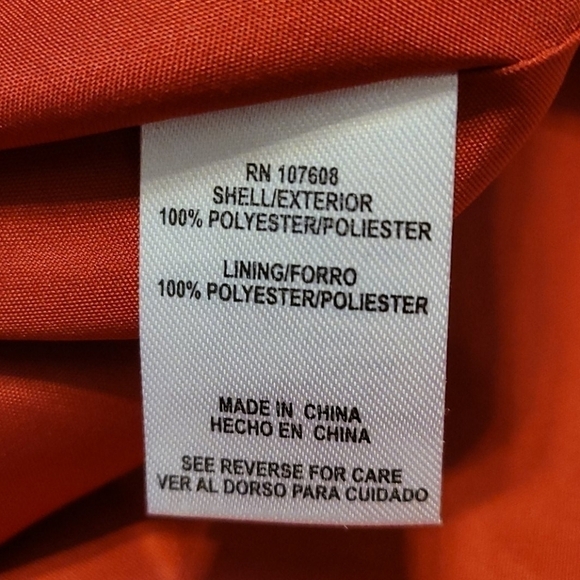 RN 107608
SHELL/EXTERIOR
100% POLYESTER/POLIESTER
LINING/FORRO
100% POLYESTER/POLIESTER
MADE IN CHINA
HECHO EN CHINA
SEE REVERSE FOR CARE
VER AL DORSO PARA CUIDADO